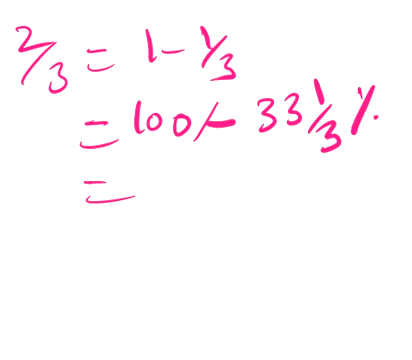 2/3 = 1 - 1/3
= 100/- 33 1/3 %
=